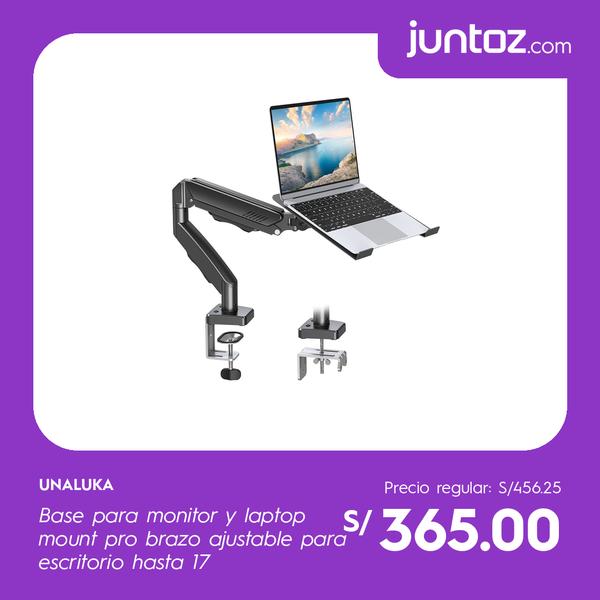 juntoz.com
UNALUKA
Base para monitor y laptop
mount pro brazo ajustable para
escritorio hasta 17
Precio regular: S/456.25
S/ 365.00